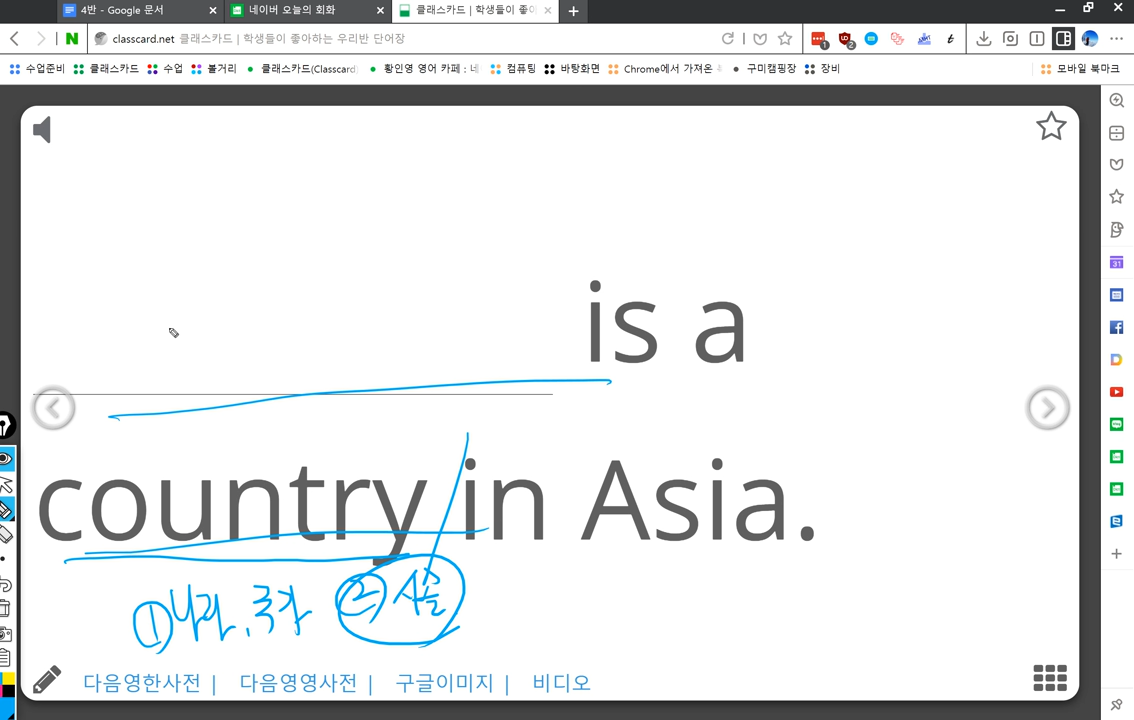 4반 - Google 문서
네이버 오늘의 회화
클래스카드 | 학생들이 좋아
classcard.net 클래스카드 | 학생들이 좋아하는 우리반 단어장
수업준비 클래스카드 수업 볼거리 클래스카드(Classcard 황인영 영어 카페 : 네 컴퓨팅 바탕화면 Chrome에서 가져온 구미캠핑장 장비 모바일 북마크
is a
country in Asia.
① 나라, 국가 ② 시골
다음영한사전 | 다음영영사전 | 구글이미지 | 비디오